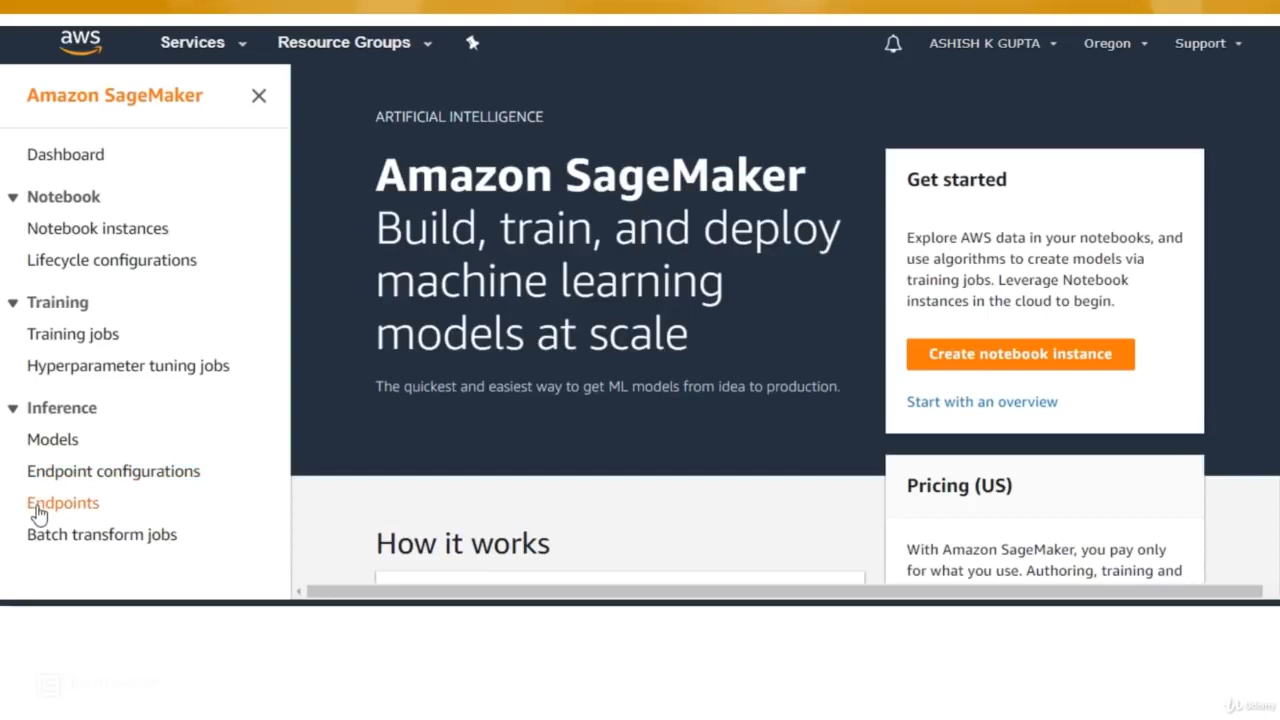 aws
Services
Resource Groups
ASHISH K GUPTA
Oregon
Support
Amazon SageMaker
Dashboard
Notebook
Notebook instances
Lifecycle configurations
Training
Training jobs
Hyperparameter tuning jobs
Inference
Models
Endpoint configurations
Endpoints
Batch transform jobs
ARTIFICIAL INTELLIGENCE
Amazon SageMaker
Build, train, and deploy
machine learning
models at scale
The quickest and easiest way to get ML models from idea to production.
How it works
Get started
Explore AWS data in your notebooks, and
use algorithms to create models via
training jobs. Leverage Notebook
instances in the cloud to begin.
Create notebook instance
Start with an overview
Pricing (US)
With Amazon SageMaker, you pay only
for what you use. Authoring, training and
Udemy